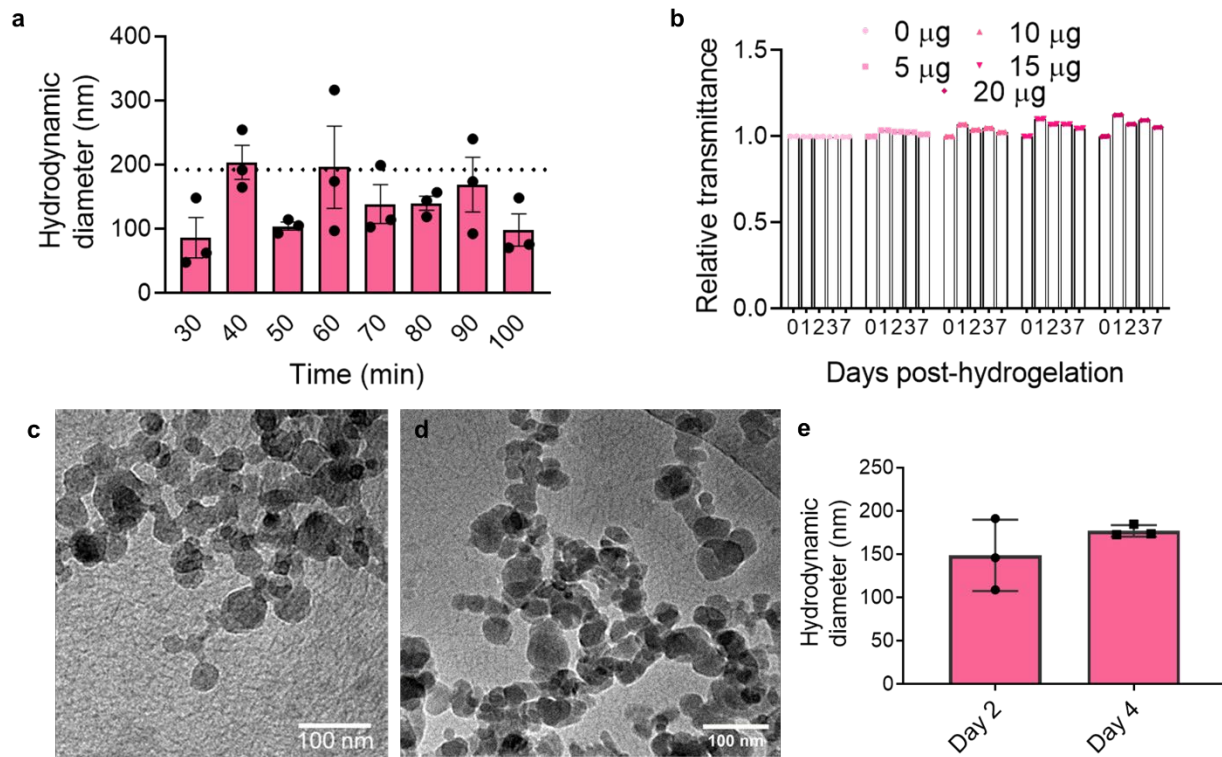 a
400
300
200
100
0
Hydrodynamic
diameter (nm)
30 40 50 60 70 80 90 100
Time (min)
b
0 μg 10 μg
5 μg 15 μg
20 μg
1.5
1.0
0.5
0.0
Relative transmittance
01237 01237 01237 01237 01237
Days post-hydrogelation
c
100 nm
d
100 nm
e
250
200
150
100
50
0
Hydrodynamic
diameter (nm)
Day 2 Day 4